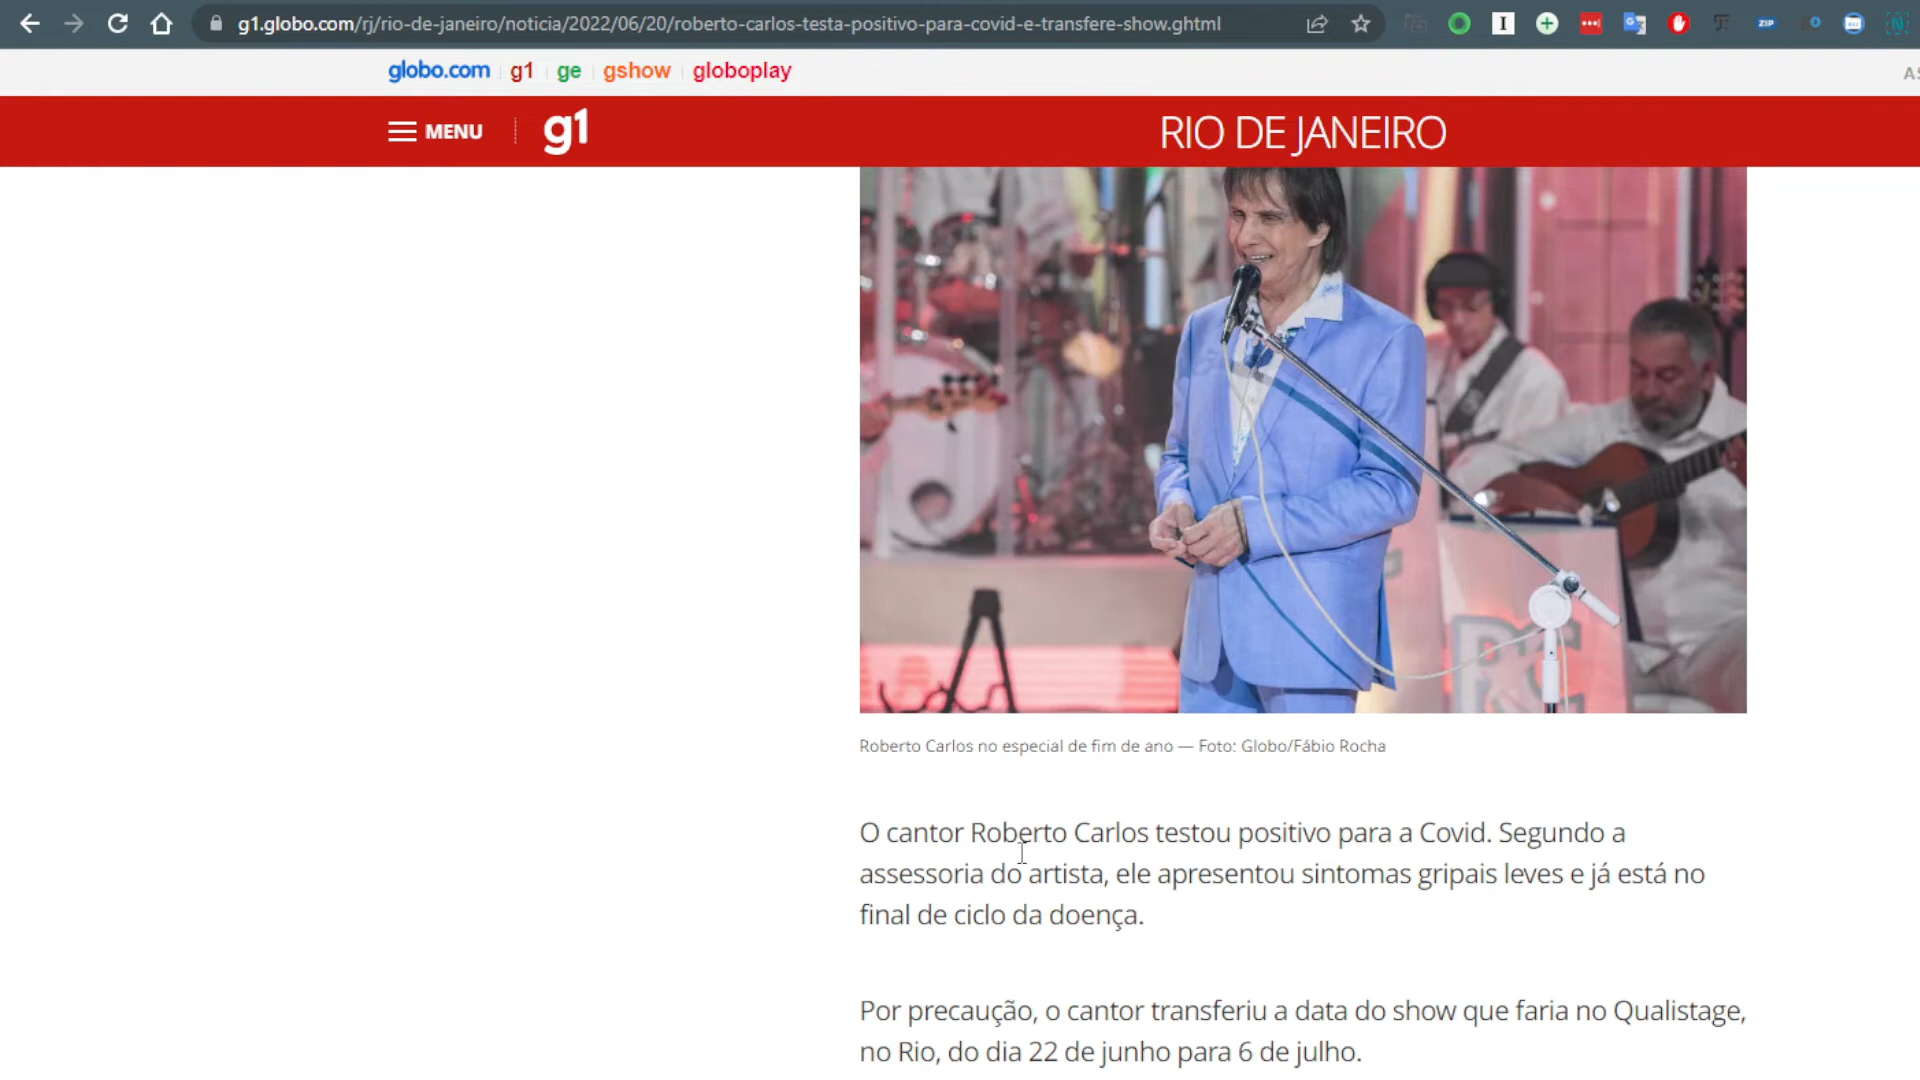 g1.globo.com/rj/rio-de-janeiro/noticia/2022/06/20/roberto-carlos-testa-positivo-para-covid-e-transfere-show.ghtml
globo.com g1 ge gshow globoplay AS
MENU g1 RIO DE JANEIRO
RC
Roberto Carlos no especial de fim de ano — Foto: Globo/Fábio Rocha
O cantor Roberto Carlos testou positivo para a Covid. Segundo a
assessoria do artista, ele apresentou sintomas gripais leves e já está no
final de ciclo da doença.
Por precaução, o cantor transferiu a data do show que faria no Qualistage,
no Rio, do dia 22 de junho para 6 de julho.